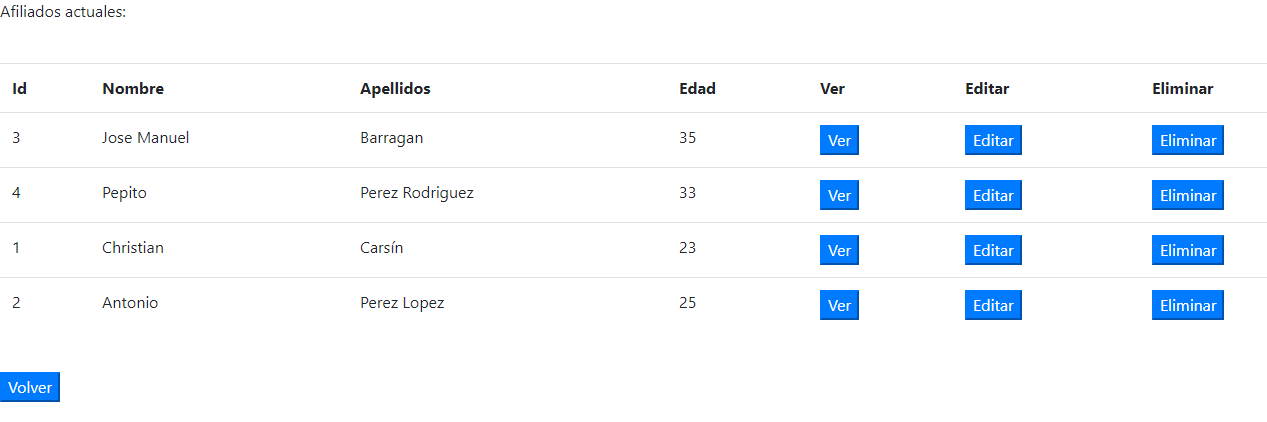 Afiliados actuales:
Id Nombre Apellidos Edad Ver Editar Eliminar
3 Jose Manuel Barragan 35 Ver Editar Eliminar
4 Pepito Perez Rodriguez 33 Ver Editar Eliminar
1 Christian Carsín 23 Ver Editar Eliminar
2 Antonio Perez Lopez 25 Ver Editar Eliminar
Volver